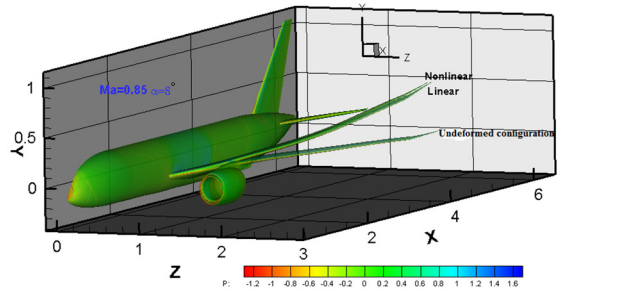 Y
X
Z
Nonlinear
Linear
Ma=0.85 α=8°
Undeformed configuration
1
0.5
0
Y
0
1
2
3
Z
2
4
6
X
P: -1.2 -1 -0.8 -0.6 -0.4 -0.2 0 0.2 0.4 0.6 0.8 1 1.2 1.4 1.6